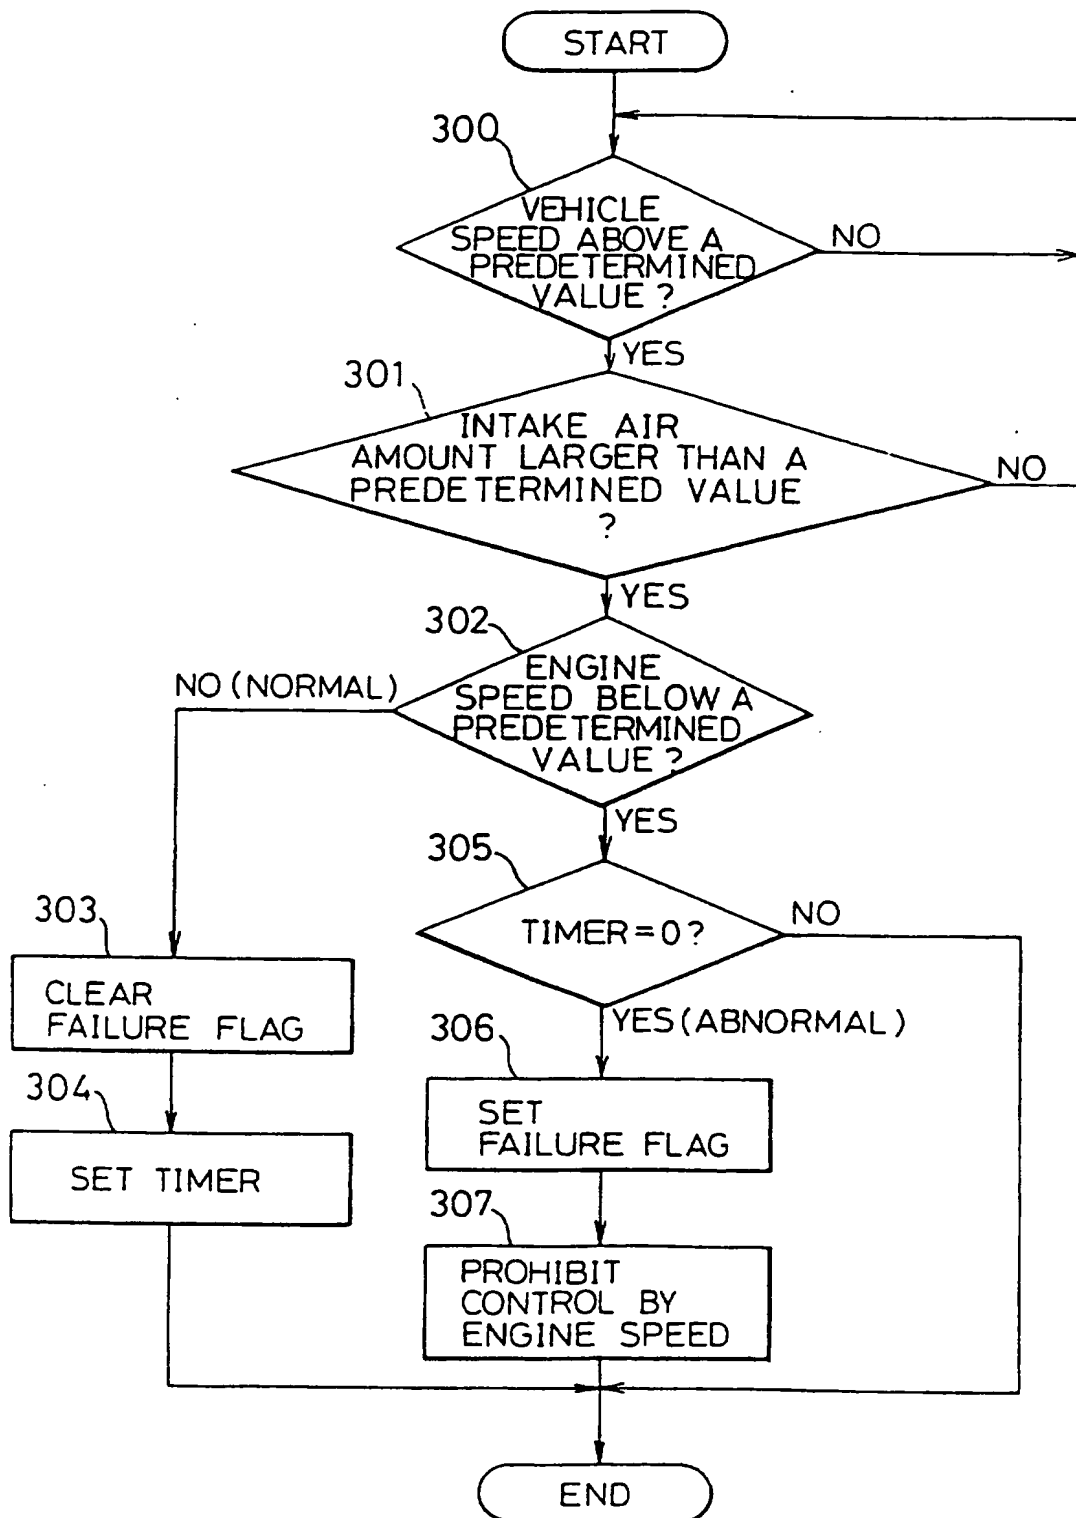 START
300
VEHICLE
SPEED ABOVE A
PREDETERMINED
VALUE ?
NO
YES
301
INTAKE AIR
AMOUNT LARGER THAN A
PREDETERMINED VALUE
?
NO
YES
302
ENGINE
SPEED BELOW A
PREDETERMINED
VALUE ?
NO (NORMAL)
YES
305
TIMER = 0 ?
NO
303
CLEAR
FAILURE FLAG
YES (ABNORMAL)
306
SET
FAILURE FLAG
304
SET TIMER
307
PROHIBIT
CONTROL BY
ENGINE SPEED
END